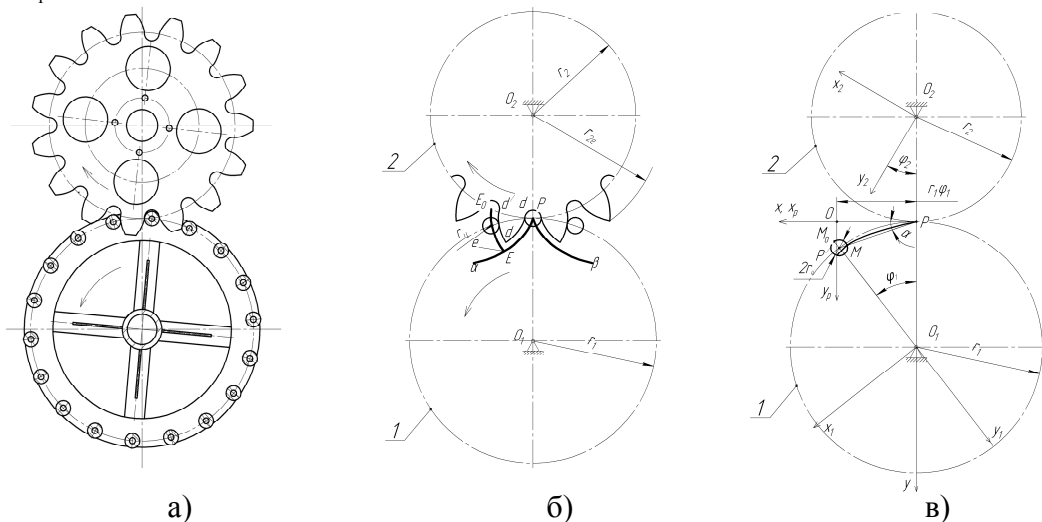 O₂
r₂
r₂ₑ
2
E₀
d
d
P
r_ц
d
e
E
α
β
O₁
r₁
1
x₂
O₂
r₂
φ₂
y₂
2
r₁φ₁
x, x_p
O
P
M₀
α
P
M
2r_ц
y_p
φ₁
O₁
r₁
1
x₁
y₁
y
а)
б)
в)